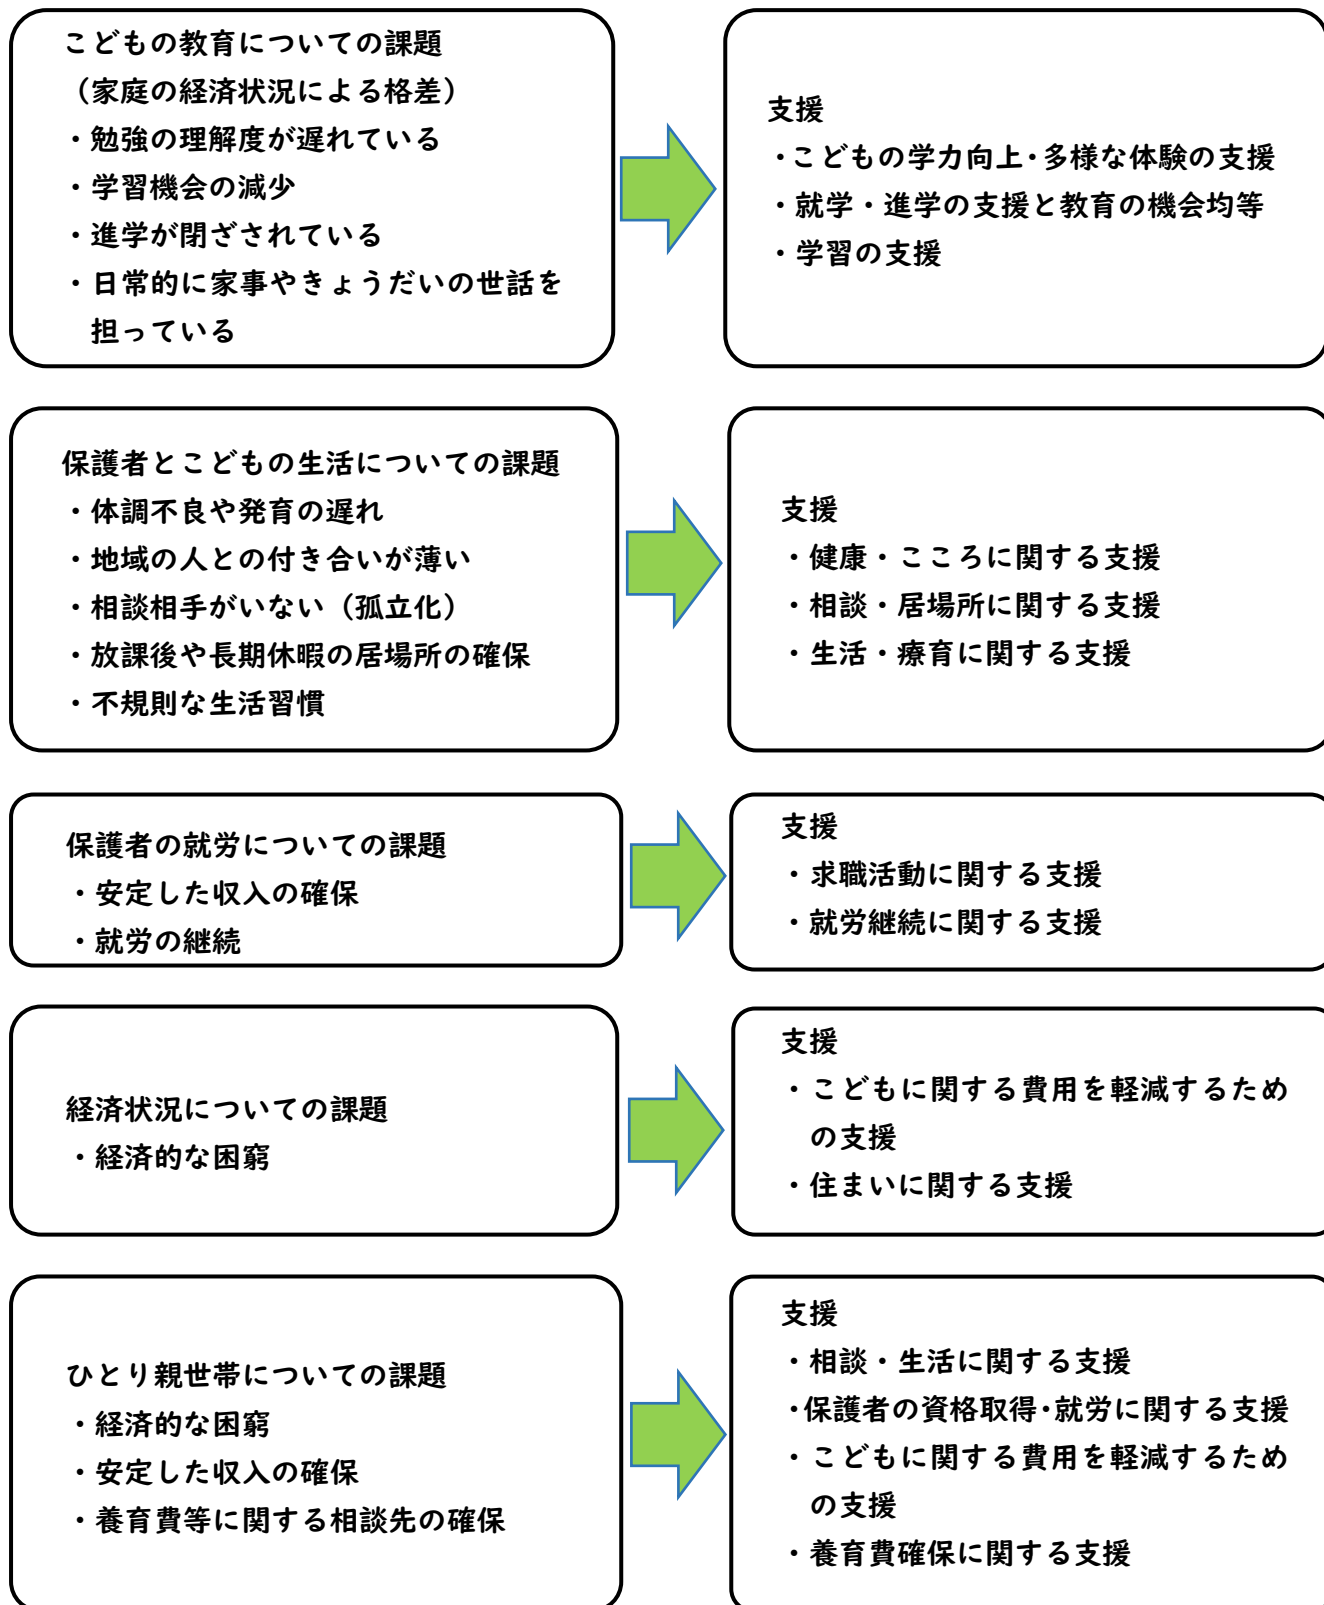 こどもの教育についての課題
（家庭の経済状況による格差）
・勉強の理解度が遅れている
・学習機会の減少
・進学が閉ざされている
・日常的に家事やきょうだいの世話を
担っている
支援
・こどもの学力向上・多様な体験の支援
・就学・進学の支援と教育の機会均等
・学習の支援
保護者とこどもの生活についての課題
・体調不良や発育の遅れ
・地域の人との付き合いが薄い
・相談相手がいない（孤立化）
・放課後や長期休暇の居場所の確保
・不規則な生活習慣
支援
・健康・こころに関する支援
・相談・居場所に関する支援
・生活・療育に関する支援
保護者の就労についての課題
・安定した収入の確保
・就労の継続
支援
・求職活動に関する支援
・就労継続に関する支援
経済状況についての課題
・経済的な困窮
支援
・こどもに関する費用を軽減するため
の支援
・住まいに関する支援
ひとり親世帯についての課題
・経済的な困窮
・安定した収入の確保
・養育費等に関する相談先の確保
支援
・相談・生活に関する支援
・保護者の資格取得・就労に関する支援
・こどもに関する費用を軽減するため
の支援
・養育費確保に関する支援